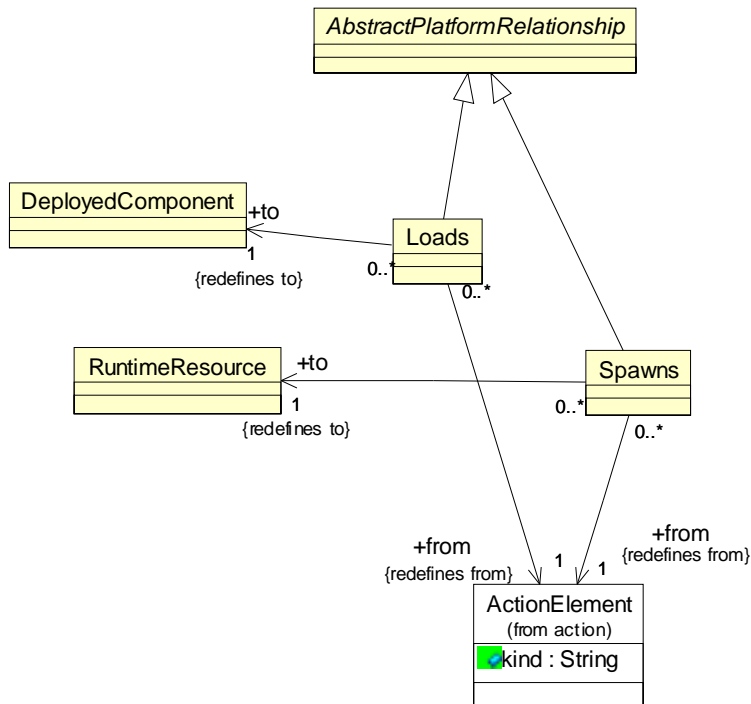 AbstractPlatformRelationship
DeployedComponent
+to
1
{redefines to}
Loads
0..*
0..*
RuntimeResource
+to
1
{redefines to}
Spawns
0..*
0..*
+from
{redefines from}
1
+from
{redefines from}
1
ActionElement
(from action)
kind : String